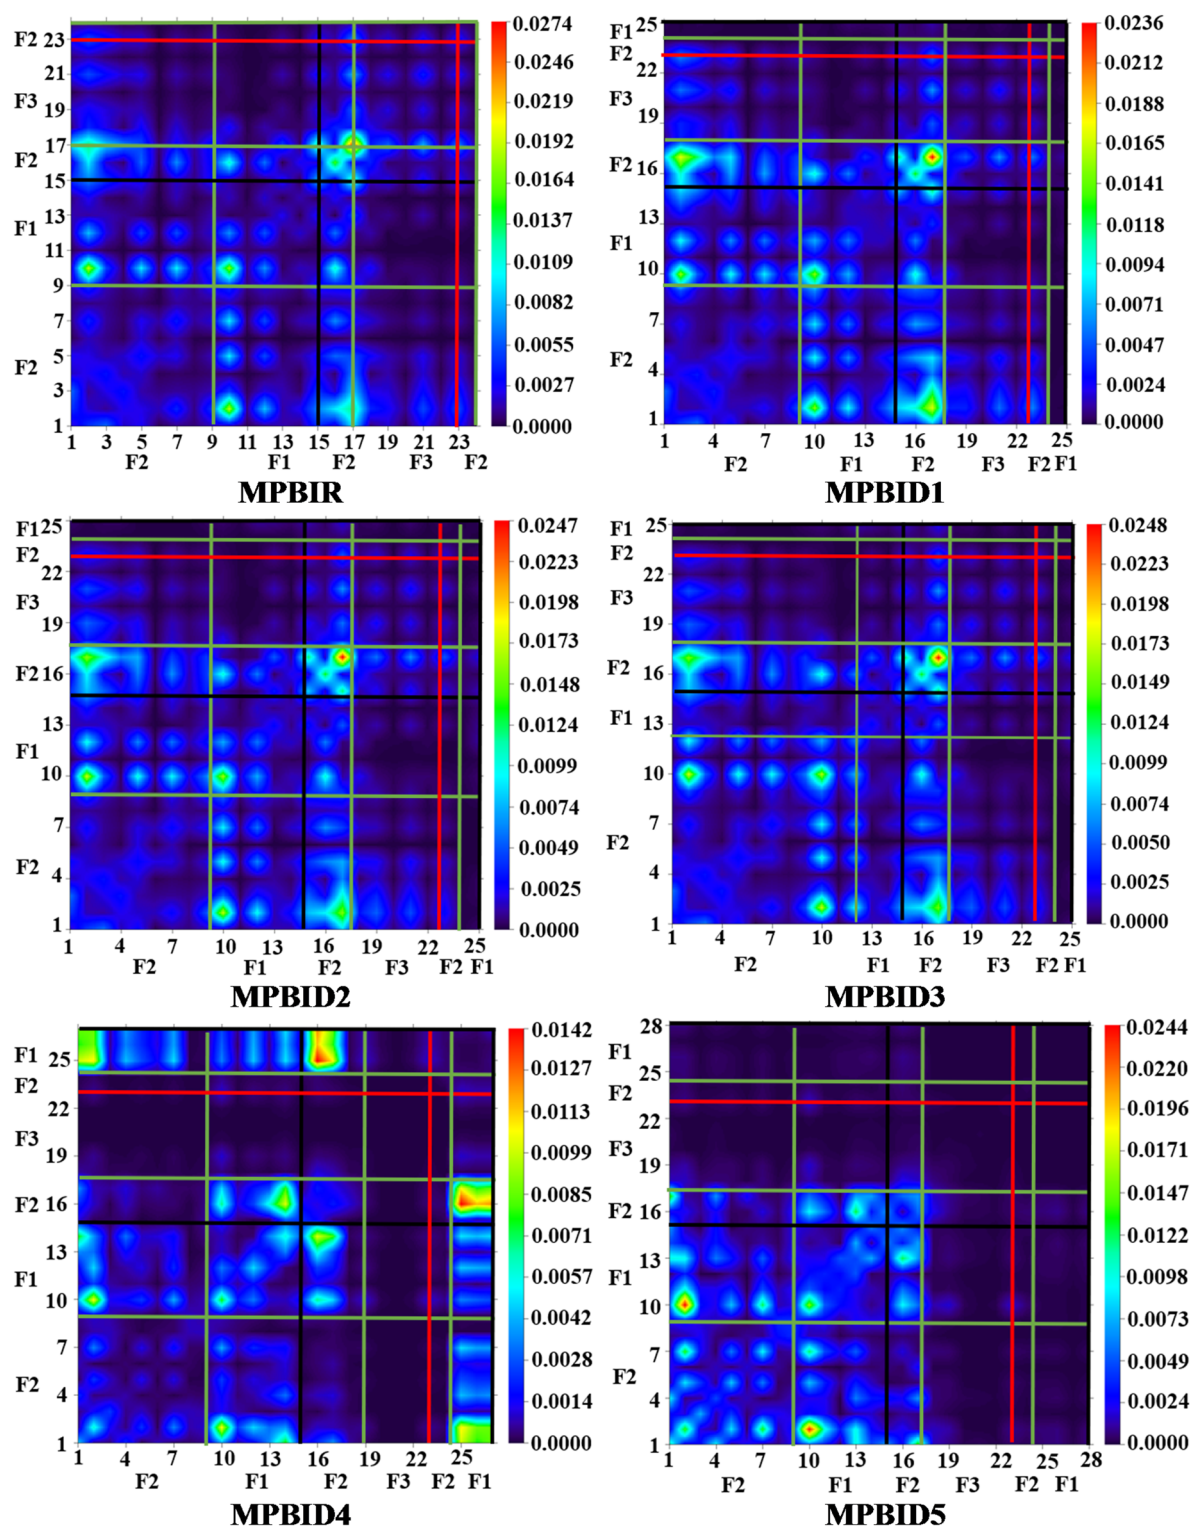 F2 23
21
F3
19
17
F2
15
13
F1
11
9
7
5
F2
3
1
1 3 5 7 9 11 13 15 17 19 21 23
F2 F1 F2 F3 F2
0.0274
0.0246
0.0219
0.0192
0.0164
0.0137
0.0109
0.0082
0.0055
0.0027
0.0000
MPBIR
25
F1
F2
22
F3
19
F2
16
13
F1
10
7
F2
4
1
1 4 7 10 13 16 19 22 25
F2 F1 F2 F3 F2 F1
0.0236
0.0212
0.0188
0.0165
0.0141
0.0118
0.0094
0.0071
0.0047
0.0024
0.0000
MPBID1
F1 25
F2
22
F3
19
F2 16
13
F1
10
7
F2
4
1
1 4 7 10 13 16 19 22 25
F2 F1 F2 F3 F2 F1
0.0247
0.0223
0.0198
0.0173
0.0148
0.0124
0.0099
0.0074
0.0049
0.0025
0.0000
MPBID2
F1 25
F2
22
F3
19
F2
16
F1
13
10
7
F2
4
1
1 4 7 10 13 16 19 22 25
F2 F1 F2 F3 F2 F1
0.0248
0.0223
0.0198
0.0173
0.0149
0.0124
0.0099
0.0074
0.0050
0.0025
0.0000
MPBID3
F1 25
F2
22
F3
19
F2 16
13
F1
10
7
F2
4
1
1 4 7 10 13 16 19 22 25
F2 F1 F2 F3 F2 F1
0.0142
0.0127
0.0113
0.0099
0.0085
0.0071
0.0057
0.0042
0.0028
0.0014
0.0000
MPBID4
28
F1
25
F2
22
F3
19
F2 16
13
F1
10
7
F2
4
1
1 4 7 10 13 16 19 22 25 28
F2 F1 F2 F3 F2 F1
0.0244
0.0220
0.0196
0.0171
0.0147
0.0122
0.0098
0.0073
0.0049
0.0024
0.0000
MPBID5